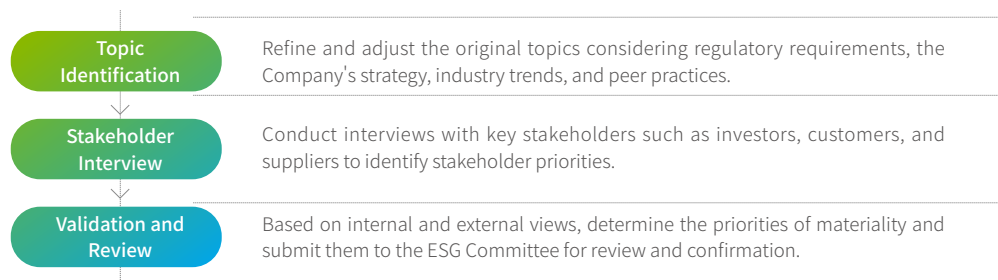 Topic
Identification
Refine and adjust the original topics considering regulatory requirements, the
Company's strategy, industry trends, and peer practices.
Stakeholder
Interview
Conduct interviews with key stakeholders such as investors, customers, and
suppliers to identify stakeholder priorities.
Validation and
Review
Based on internal and external views, determine the priorities of materiality and
submit them to the ESG Committee for review and confirmation.